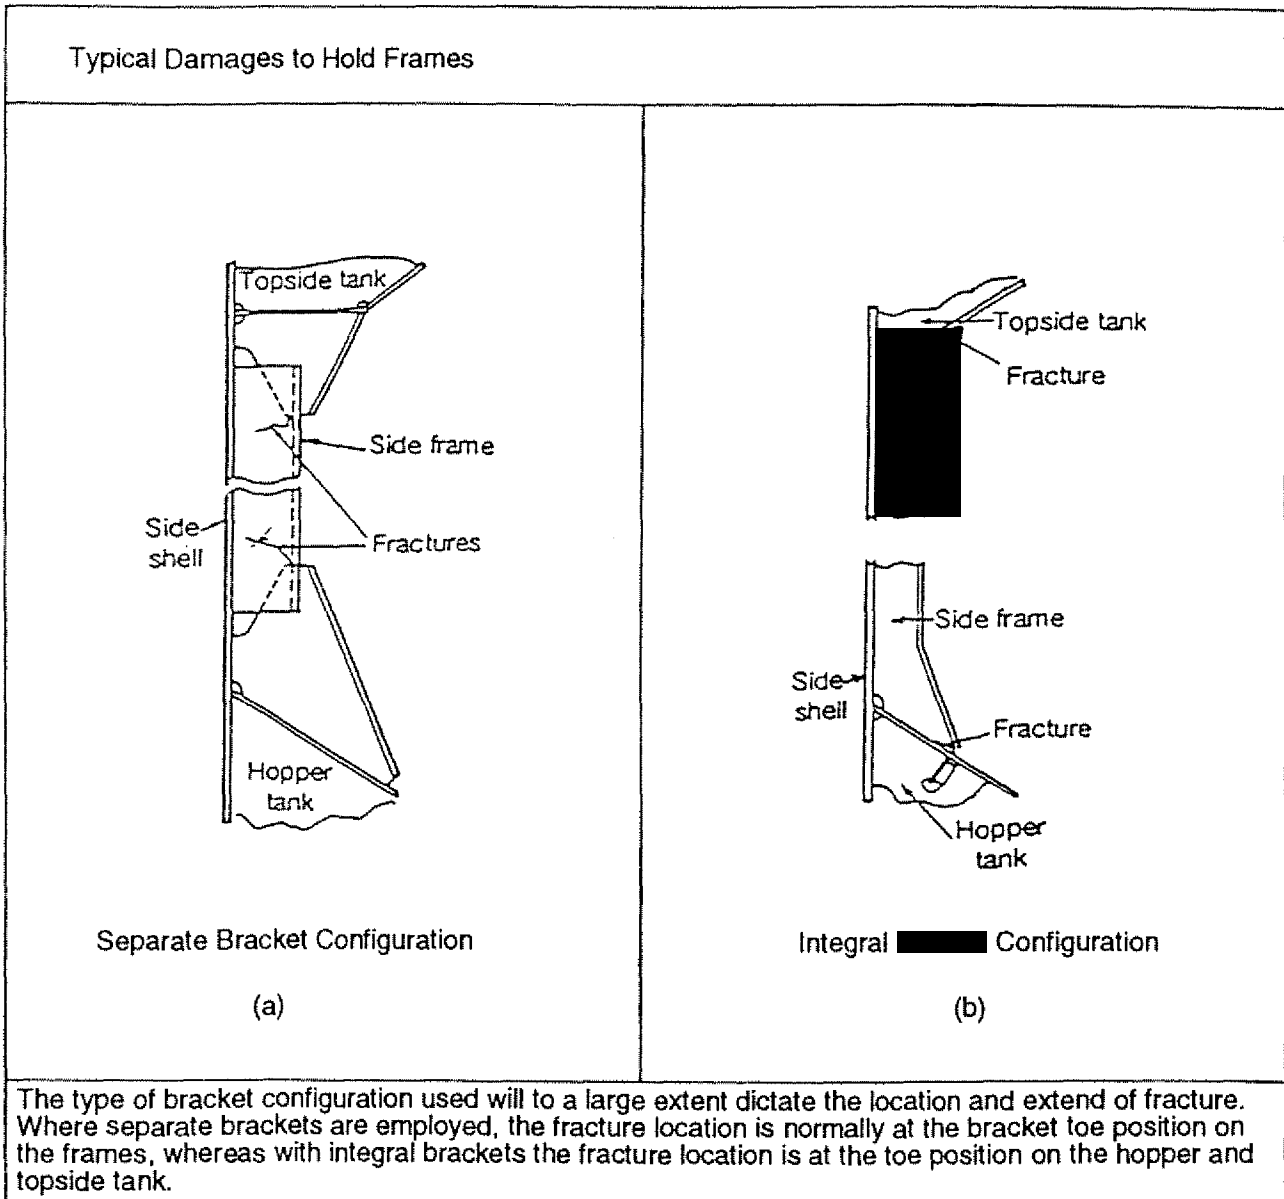 Typical Damages to Hold Frames
Topside tank
Side frame
Side
shell
Fractures
Hopper
tank
Separate Bracket Configuration
(a)
Topside tank
Fracture
Side frame
Side
shell
Fracture
Hopper
tank
Integral Configuration
(b)
The type of bracket configuration used will to a large extent dictate the location and extend of fracture.
Where separate brackets are employed, the fracture location is normally at the bracket toe position on
the frames, whereas with integral brackets the fracture location is at the toe position on the hopper and
topside tank.